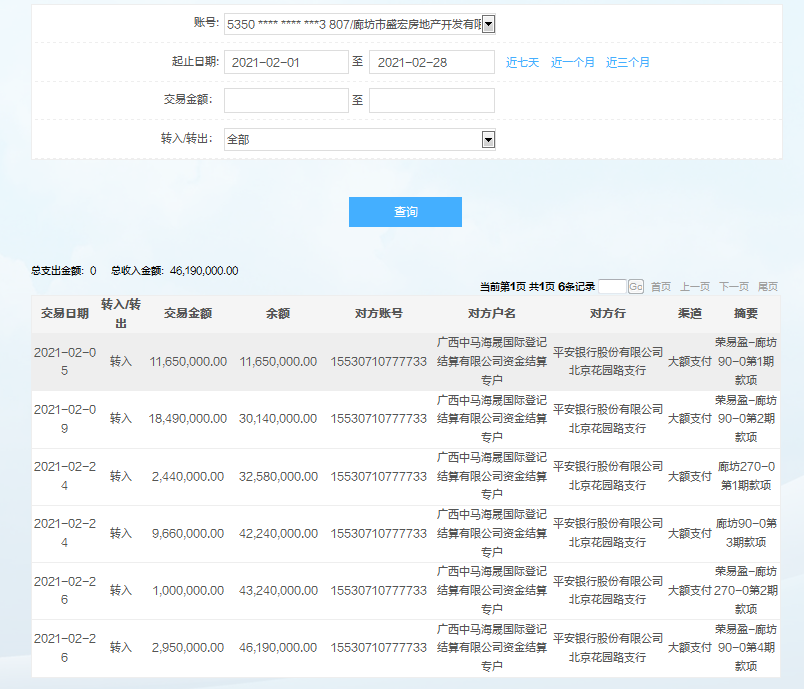 账号: 5350 **** **** ***3 807/廊坊市盛宏房地产开发有限
起止日期: 2021-02-01 至 2021-02-28 近七天 近一个月 近三个月
交易金额: 至
转入/转出: 全部
查询
总支出金额: 0 总收入金额: 46,190,000.00
当前第1页 共1页 6条记录 Go 首页 上一页 下一页 尾页
交易日期 转入/转出 交易金额 余额 对方账号 对方户名 对方行 渠道 摘要
2021-02-05 转入 11,650,000.00 11,650,000.00 15530710777733 广西中马海晟国际登记结算有限公司资金结算专户 平安银行股份有限公司北京花园路支行 大额支付 荣易盈-廊坊90-0第1期款项
2021-02-09 转入 18,490,000.00 30,140,000.00 15530710777733 广西中马海晟国际登记结算有限公司资金结算专户 平安银行股份有限公司北京花园路支行 大额支付 荣易盈-廊坊90-0第2期款项
2021-02-24 转入 2,440,000.00 32,580,000.00 15530710777733 广西中马海晟国际登记结算有限公司资金结算专户 平安银行股份有限公司北京花园路支行 大额支付 廊坊270-0第1期款项
2021-02-24 转入 9,660,000.00 42,240,000.00 15530710777733 广西中马海晟国际登记结算有限公司资金结算专户 平安银行股份有限公司北京花园路支行 大额支付 廊坊90-0第3期款项
2021-02-26 转入 1,000,000.00 43,240,000.00 15530710777733 广西中马海晟国际登记结算有限公司资金结算专户 平安银行股份有限公司北京花园路支行 大额支付 荣易盈-廊坊270-0第2期款项
2021-02-26 转入 2,950,000.00 46,190,000.00 15530710777733 广西中马海晟国际登记结算有限公司资金结算专户 平安银行股份有限公司北京花园路支行 大额支付 荣易盈-廊坊90-0第4期款项